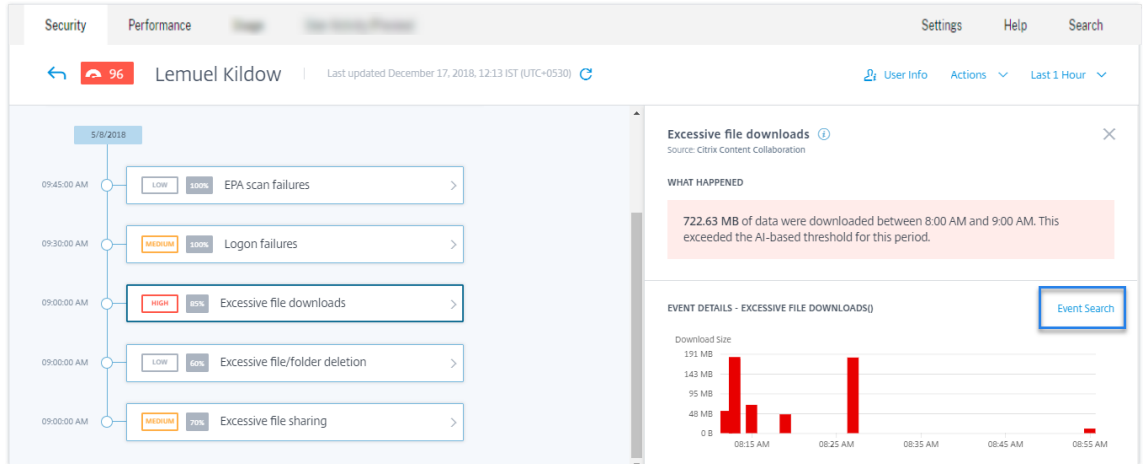 Security Performance Settings Help Search
96 Lemuel Kildow Last updated December 17, 2018, 12:13 IST (UTC+0530) User Info Actions Last 1 Hour
5/8/2018
09:45:00 AM LOW 100% EPA scan failures
09:30:00 AM MEDIUM 100% Logon failures
09:00:00 AM HIGH 85% Excessive file downloads
09:00:00 AM LOW 60% Excessive file/folder deletion
09:00:00 AM MEDIUM 70% Excessive file sharing
Excessive file downloads
Source: Citrix Content Collaboration
WHAT HAPPENED
722.63 MB of data were downloaded between 8:00 AM and 9:00 AM. This
exceeded the AI-based threshold for this period.
EVENT DETAILS - EXCESSIVE FILE DOWNLOADS() Event Search
Download Size
191 MB
143 MB
95 MB
48 MB
0 B
08:15 AM 08:25 AM 08:35 AM 08:45 AM 08:55 AM